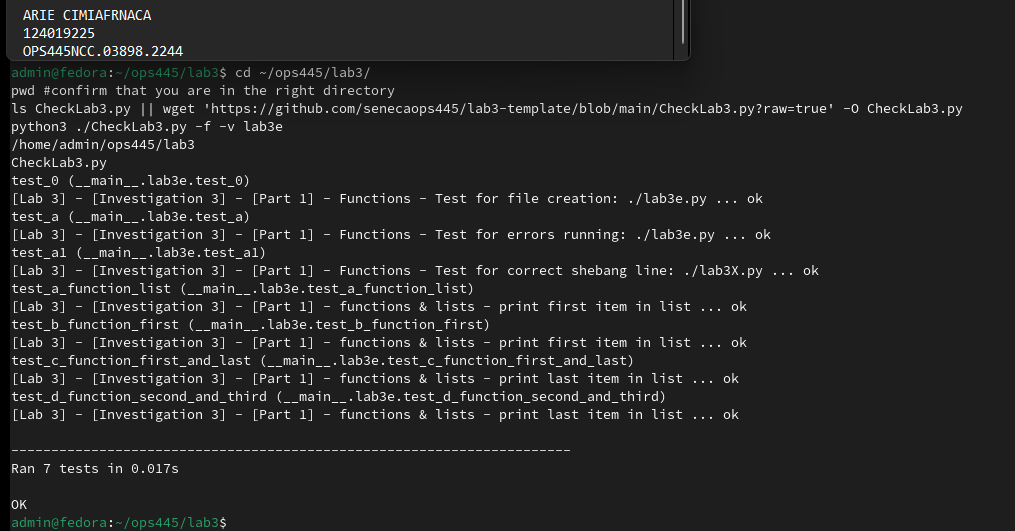 ARIE CIMIAFRNACA
124019225
OPS445NCC.03898.2244
admin@fedora:~/ops445/lab3$ cd ~/ops445/lab3/
pwd #confirm that you are in the right directory
ls CheckLab3.py || wget 'https://github.com/senecaops445/lab3-template/blob/main/CheckLab3.py?raw=true' -O CheckLab3.py
python3 ./CheckLab3.py -f -v lab3e
/home/admin/ops445/lab3
CheckLab3.py
test_0 (__main__.lab3e.test_0)
[Lab 3] - [Investigation 3] - [Part 1] - Functions - Test for file creation: ./lab3e.py ... ok
test_a (__main__.lab3e.test_a)
[Lab 3] - [Investigation 3] - [Part 1] - Functions - Test for errors running: ./lab3e.py ... ok
test_a1 (__main__.lab3e.test_a1)
[Lab 3] - [Investigation 3] - [Part 1] - Functions - Test for correct shebang line: ./lab3X.py ... ok
test_a_function_list (__main__.lab3e.test_a_function_list)
[Lab 3] - [Investigation 3] - [Part 1] - functions & lists - print first item in list ... ok
test_b_function_first (__main__.lab3e.test_b_function_first)
[Lab 3] - [Investigation 3] - [Part 1] - functions & lists - print first item in list ... ok
test_c_function_first_and_last (__main__.lab3e.test_c_function_first_and_last)
[Lab 3] - [Investigation 3] - [Part 1] - functions & lists - print last item in list ... ok
test_d_function_second_and_third (__main__.lab3e.test_d_function_second_and_third)
[Lab 3] - [Investigation 3] - [Part 1] - functions & lists - print last item in list ... ok
----------------------------------------------------------------------
Ran 7 tests in 0.017s
OK
admin@fedora:~/ops445/lab3$